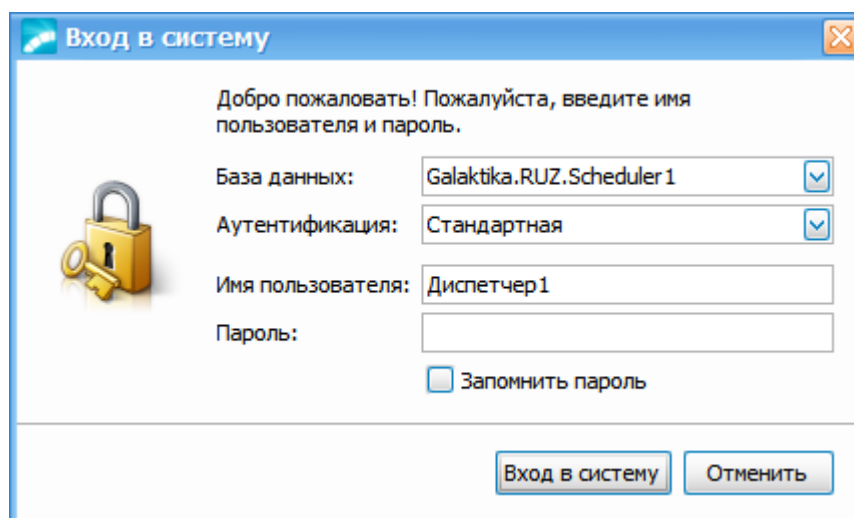 Вход в систему
Добро пожаловать! Пожалуйста, введите имя
пользователя и пароль.
База данных: Galaktika.RUZ.Scheduler1
Аутентификация: Стандартная
Имя пользователя: Диспетчер1
Пароль:
Запомнить пароль
Вход в систему Отменить